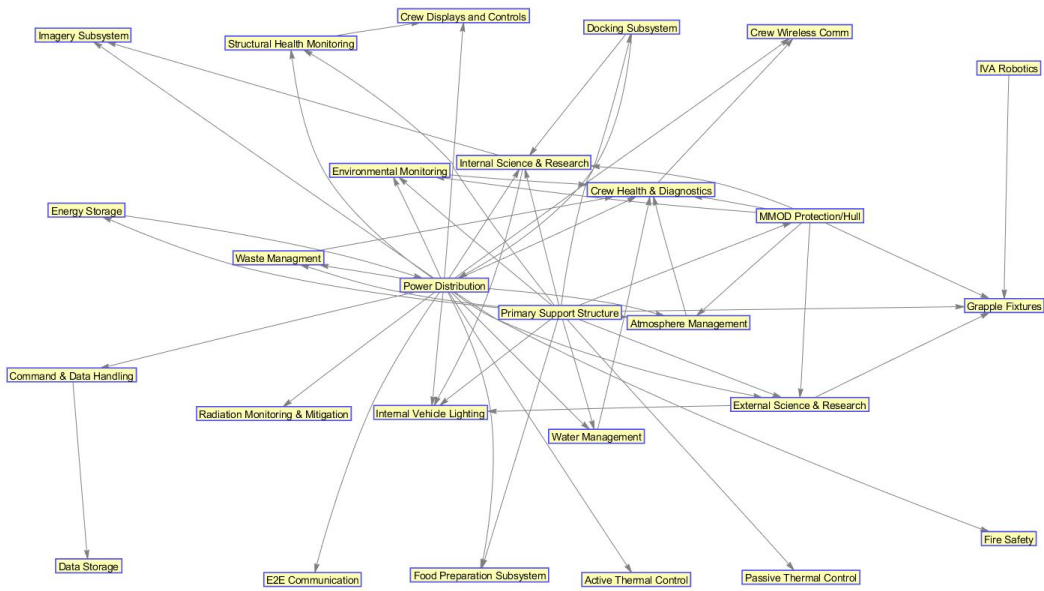 Crew Displays and Controls
Imagery Subsystem
Structural Health Monitoring
Docking Subsystem
Crew Wireless Comm
IVA Robotics
Environmental Monitoring
Internal Science & Research
Crew Health & Diagnostics
Energy Storage
MMOD Protection/Hull
Waste Managment
Power Distribution
Primary Support Structure
Atmosphere Management
Grapple Fixtures
Command & Data Handling
Radiation Monitoring & Mitigation
Internal Vehicle Lighting
External Science & Research
Water Management
Fire Safety
Data Storage
E2E Communication
Food Preparation Subsystem
Active Thermal Control
Passive Thermal Control